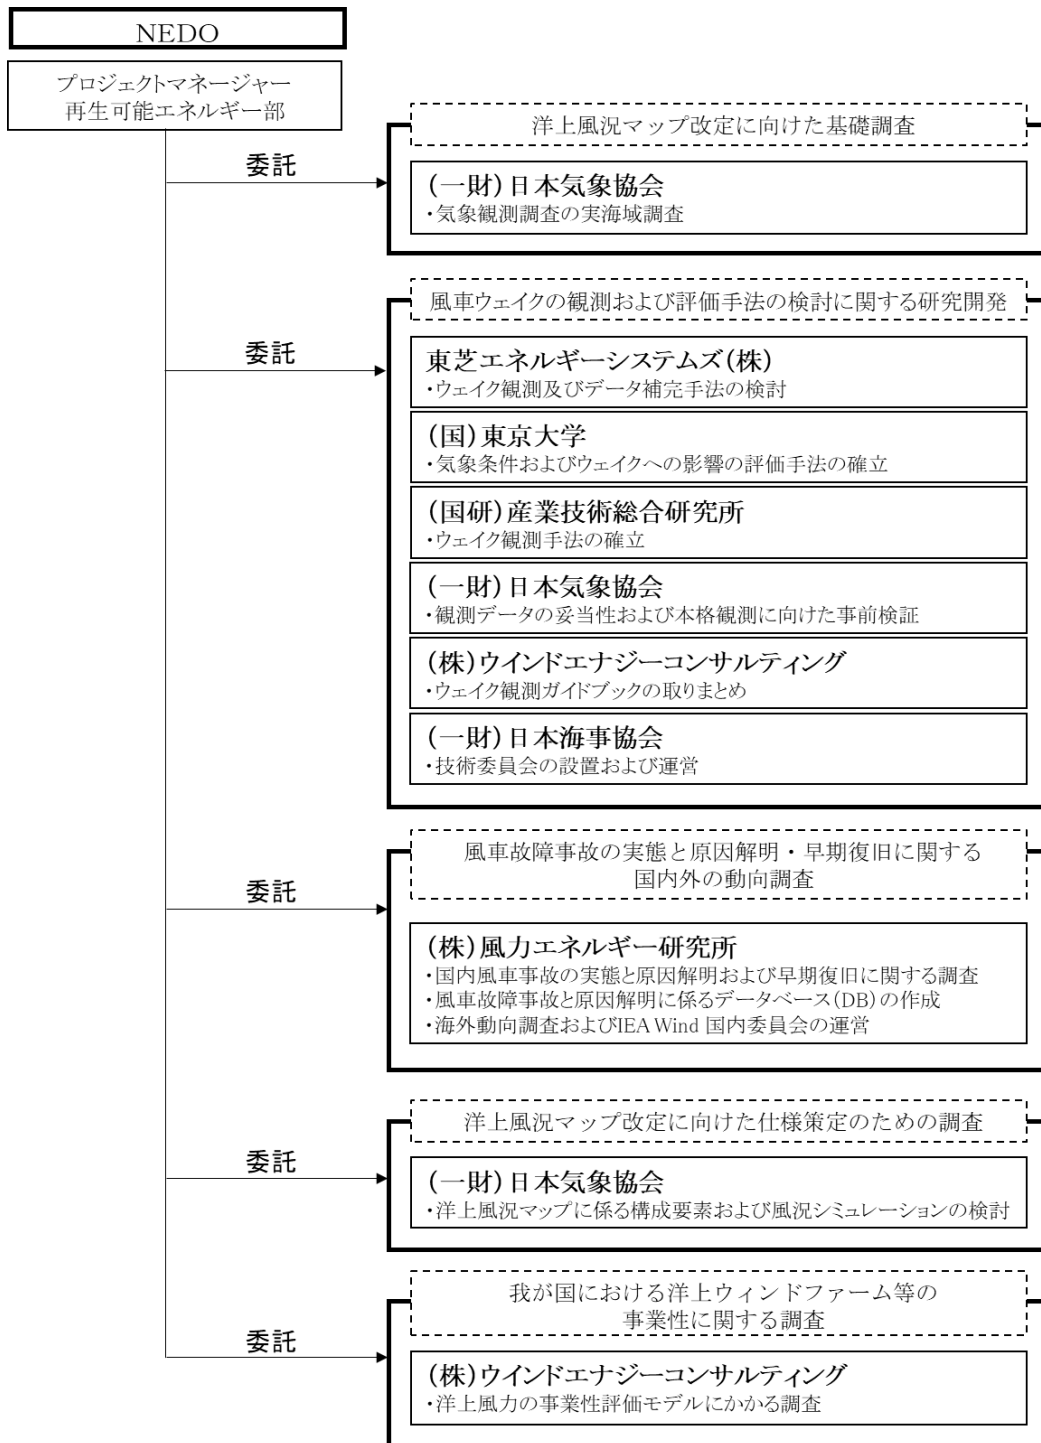 NEDO
プロジェクトマネージャー
再生可能エネルギー部
委託
洋上風況マップ改定に向けた基礎調査
(一財)日本気象協会
・気象観測調査の実海域調査
委託
風車ウェイクの観測および評価手法の検討に関する研究開発
東芝エネルギーシステムズ(株)
・ウェイク観測及びデータ補完手法の検討
(国)東京大学
・気象条件およびウェイクへの影響の評価手法の確立
(国研)産業技術総合研究所
・ウェイク観測手法の確立
(一財)日本気象協会
・観測データの妥当性および本格観測に向けた事前検証
(株)ウインドエナジーコンサルティング
・ウェイク観測ガイドブックの取りまとめ
(一財)日本海事協会
・技術委員会の設置および運営
委託
風車故障事故の実態と原因解明・早期復旧に関する
国内外の動向調査
(株)風力エネルギー研究所
・国内風車事故の実態と原因解明および早期復旧に関する調査
・風車故障事故と原因解明に係るデータベース(DB)の作成
・海外動向調査およびIEA Wind 国内委員会の運営
委託
洋上風況マップ改定に向けた仕様策定のための調査
(一財)日本気象協会
・洋上風況マップに係る構成要素および風況シミュレーションの検討
委託
我が国における洋上ウィンドファーム等の
事業性に関する調査
(株)ウインドエナジーコンサルティング
・洋上風力の事業性評価モデルにかかる調査